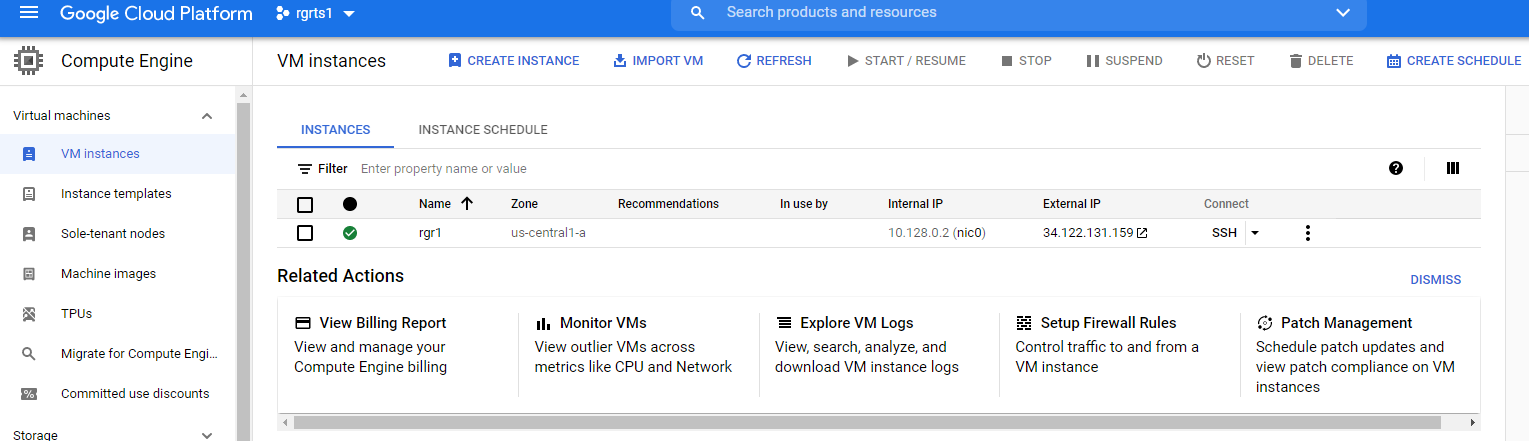 Google Cloud Platform rgrts1 Search products and resources
Compute Engine
VM instances CREATE INSTANCE IMPORT VM REFRESH START / RESUME STOP SUSPEND RESET DELETE CREATE SCHEDULE
Virtual machines
VM instances
Instance templates
Sole-tenant nodes
Machine images
TPUs
Migrate for Compute Engi...
Committed use discounts
Storage
INSTANCES INSTANCE SCHEDULE
Filter Enter property name or value
Name Zone Recommendations In use by Internal IP External IP Connect
rgr1 us-central1-a 10.128.0.2 (nic0) 34.122.131.159 SSH
Related Actions DISMISS
View Billing Report
View and manage your
Compute Engine billing
Monitor VMs
View outlier VMs across
metrics like CPU and Network
Explore VM Logs
View, search, analyze, and
download VM instance logs
Setup Firewall Rules
Control traffic to and from a
VM instance
Patch Management
Schedule patch updates and
view patch compliance on VM
instances